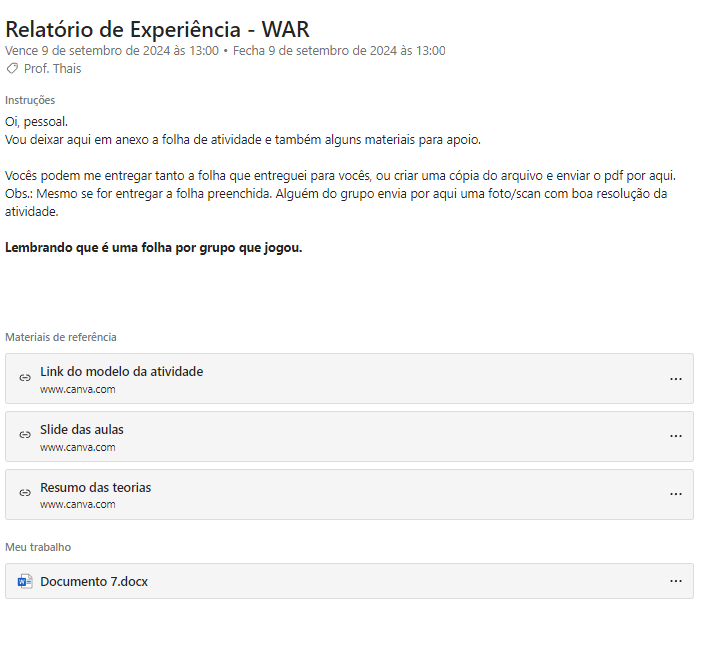 Relatório de Experiência - WAR
Vence 9 de setembro de 2024 às 13:00 • Fecha 9 de setembro de 2024 às 13:00
Prof. Thais
Instruções
Oi, pessoal.
Vou deixar aqui em anexo a folha de atividade e também alguns materiais para apoio.
Vocês podem me entregar tanto a folha que entreguei para vocês, ou criar uma cópia do arquivo e enviar o pdf por aqui.
Obs.: Mesmo se for entregar a folha preenchida. Alguém do grupo envia por aqui uma foto/scan com boa resolução da
atividade.
Lembrando que é uma folha por grupo que jogou.
Materiais de referência
Link do modelo da atividade
www.canva.com
Slide das aulas
www.canva.com
Resumo das teorias
www.canva.com
Meu trabalho
Documento 7.docx